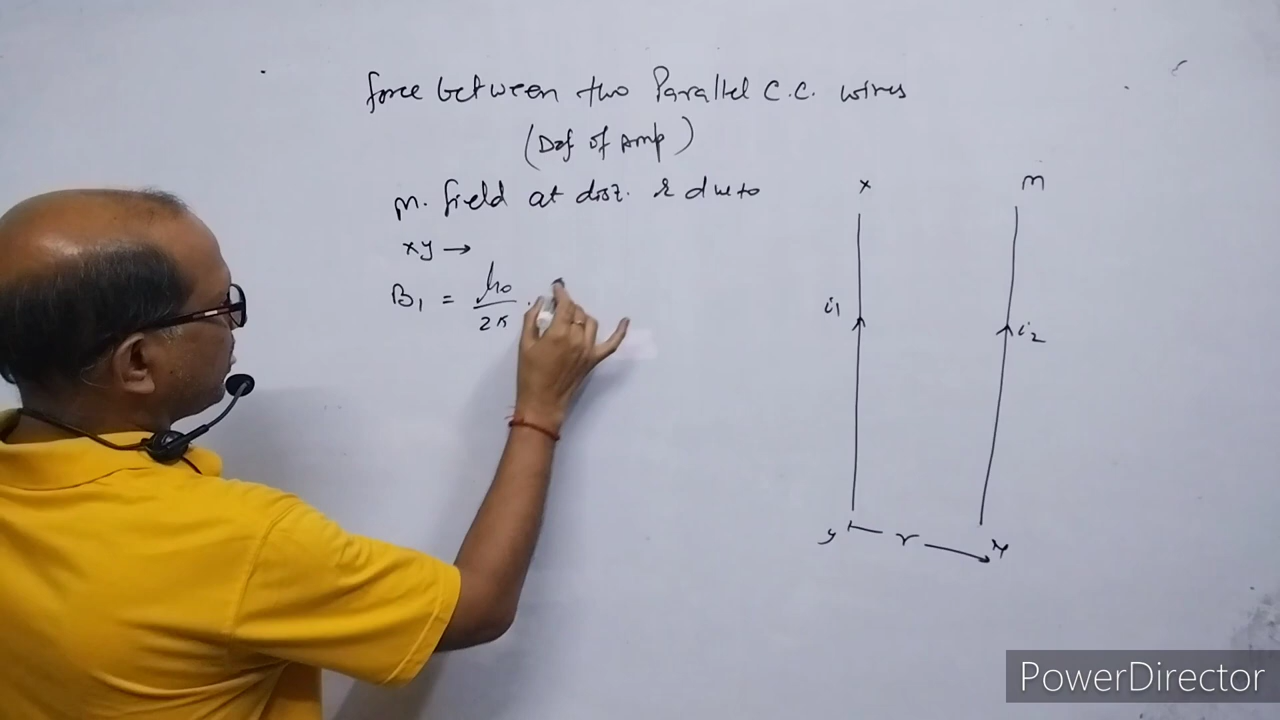 force between two Parallel C.C. wires
(Def of Amp)
m. field at dist. r due to
xy →
B₁ = μ₀ / 2π .
x
m
i₁
i₂
y
r
PowerDirector